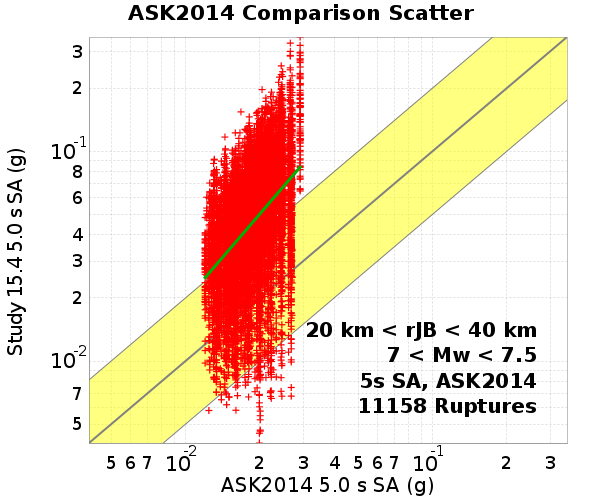 ASK2014 Comparison Scatter
Study 15.4 5.0 s SA (g)
3
2
10-1
8
6
4
3
2
10-2
7
5
20 km < rJB < 40 km
7 < Mw < 7.5
5s SA, ASK2014
11158 Ruptures
5 6 7 10-2 2 3 4 5 6 7 10-1 2 3
ASK2014 5.0 s SA (g)